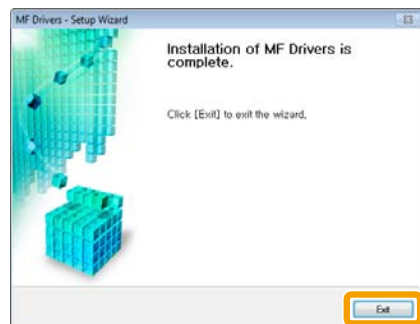 MF Drivers - Setup Wizard
Installation of MF Drivers is
complete.
Click [Exit] to exit the wizard.
Exit